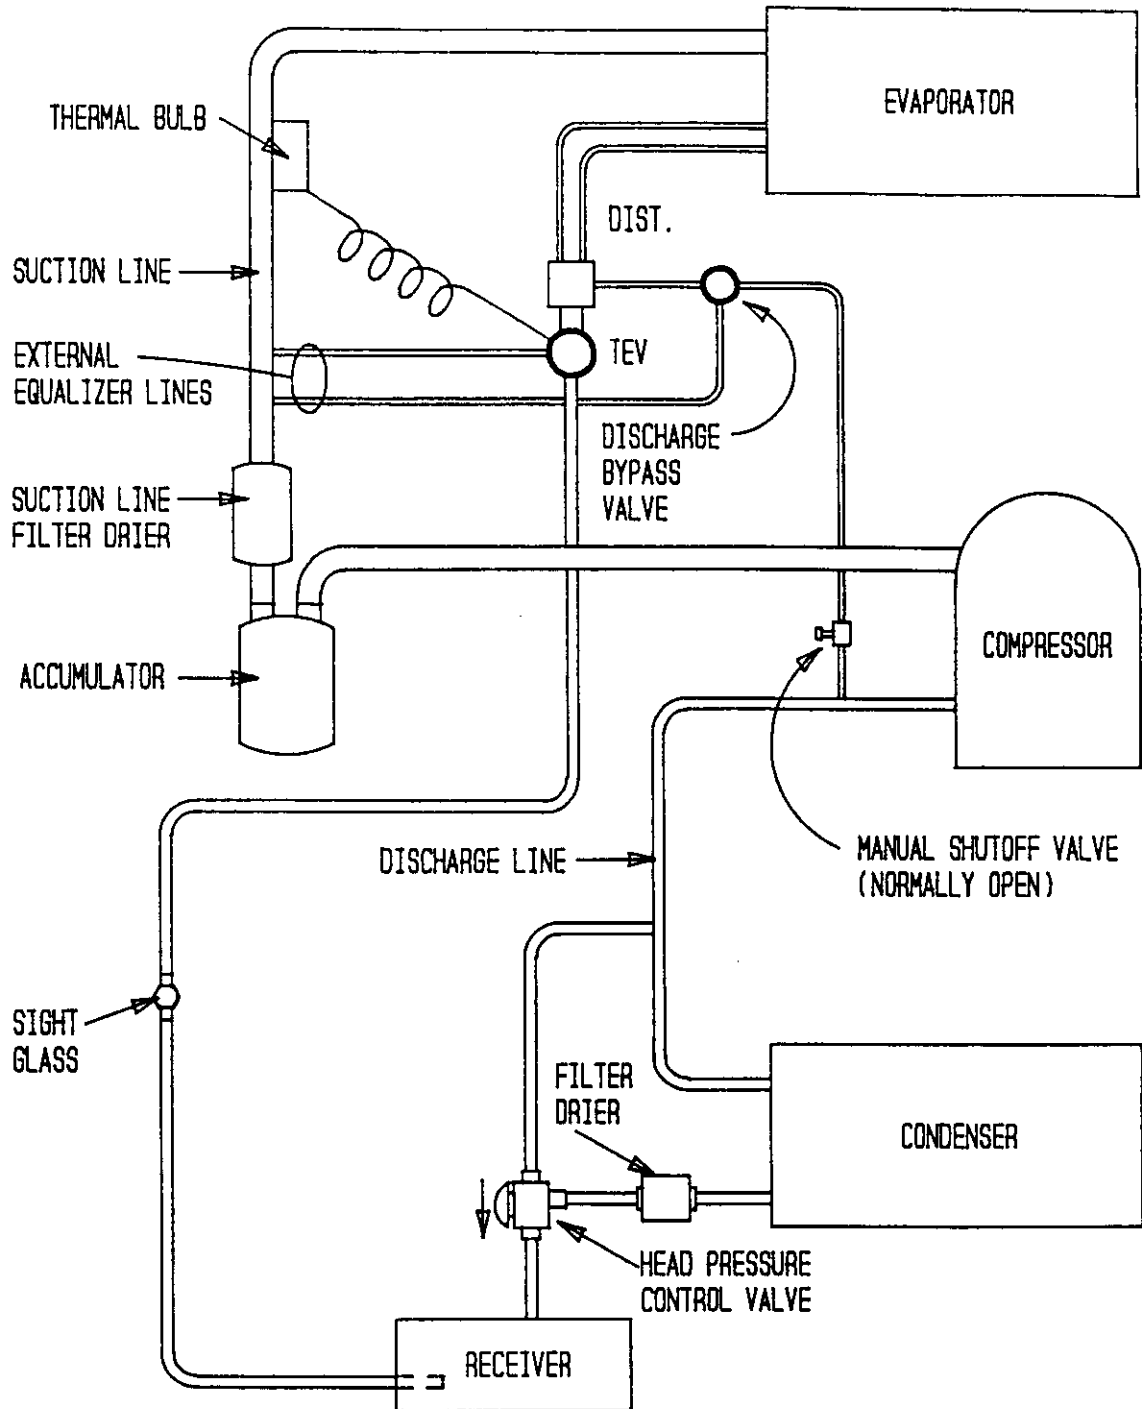 EVAPORATOR
THERMAL BULB
DIST.
SUCTION LINE
EXTERNAL
EQUALIZER LINES
TEV
DISCHARGE
BYPASS
VALVE
SUCTION LINE
FILTER DRIER
COMPRESSOR
ACCUMULATOR
MANUAL SHUTOFF VALVE
(NORMALLY OPEN)
DISCHARGE LINE
SIGHT
GLASS
FILTER
DRIER
CONDENSER
HEAD PRESSURE
CONTROL VALVE
RECEIVER